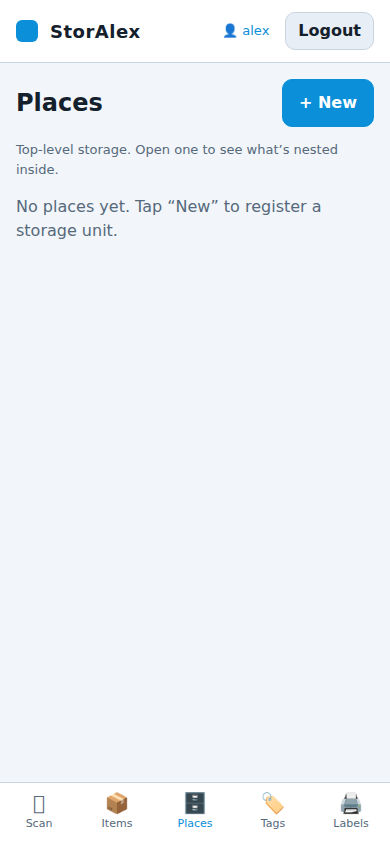 StorAlex
alex
Logout
Places
+ New
Top-level storage. Open one to see what’s nested
inside.
No places yet. Tap “New” to register a
storage unit.
Scan
Items
Places
Tags
Labels